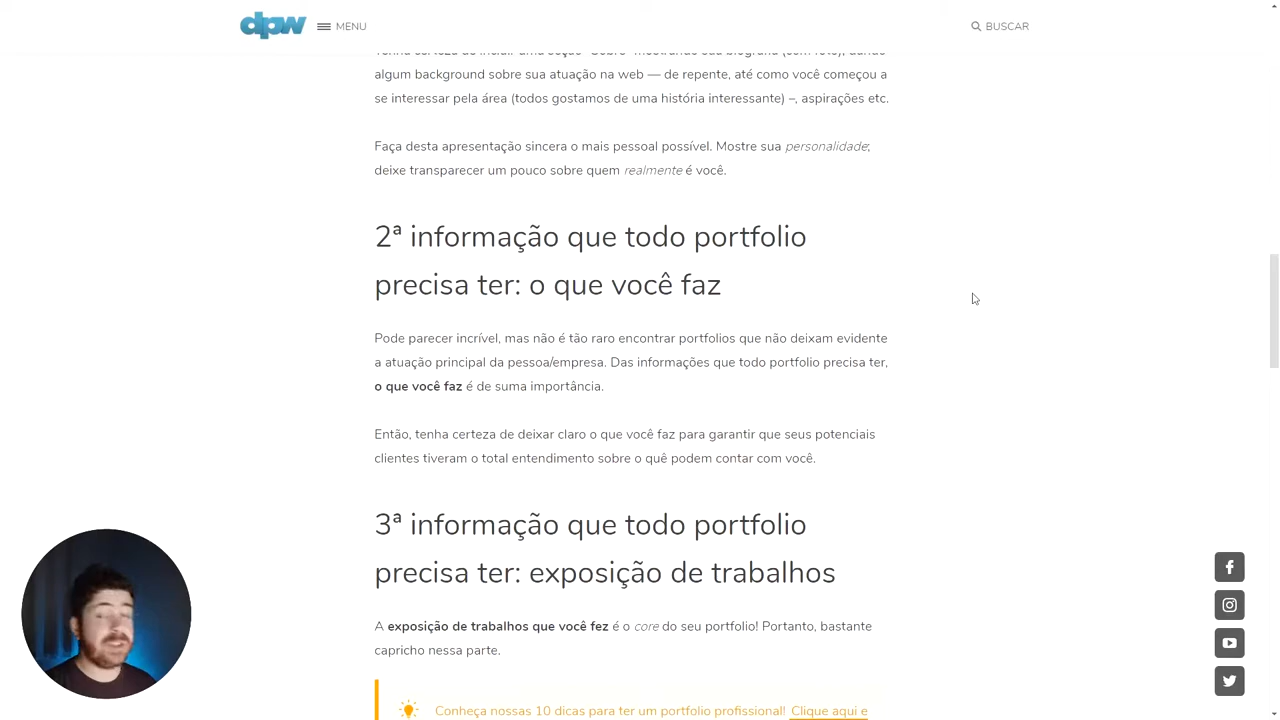 dpw
MENU
BUSCAR
algum background sobre sua atuação na web — de repente, até como você começou a
se interessar pela área (todos gostamos de uma história interessante) –, aspirações etc.
Faça desta apresentação sincera o mais pessoal possível. Mostre sua personalidade;
deixe transparecer um pouco sobre quem realmente é você.
2ª informação que todo portfolio
precisa ter: o que você faz
Pode parecer incrível, mas não é tão raro encontrar portfolios que não deixam evidente
a atuação principal da pessoa/empresa. Das informações que todo portfolio precisa ter,
o que você faz é de suma importância.
Então, tenha certeza de deixar claro o que você faz para garantir que seus potenciais
clientes tiveram o total entendimento sobre o quê podem contar com você.
3ª informação que todo portfolio
precisa ter: exposição de trabalhos
A exposição de trabalhos que você fez é o core do seu portfolio! Portanto, bastante
capricho nessa parte.
Conheça nossas 10 dicas para ter um portfolio profissional! Clique aqui e